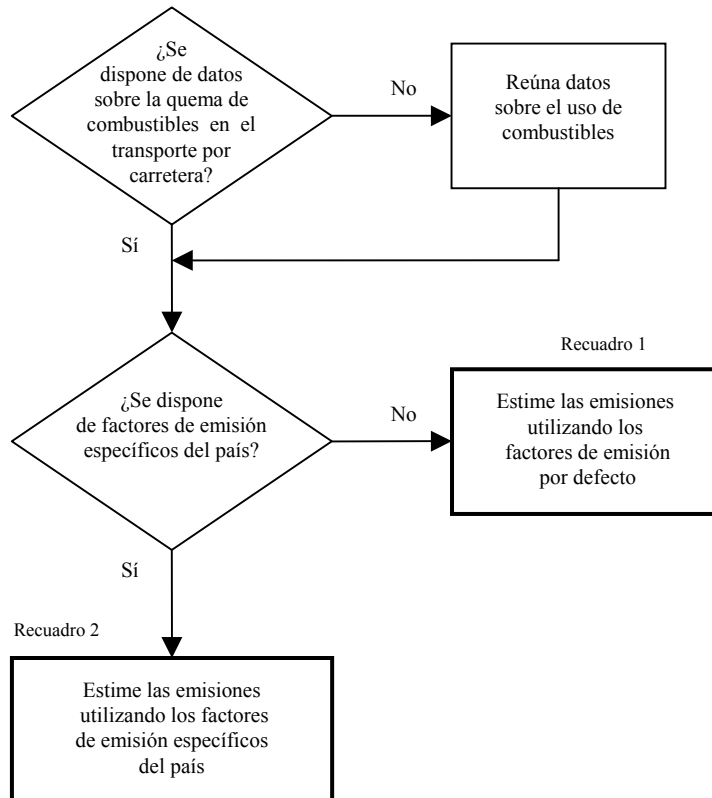 ¿Se
dispone de datos
sobre la quema de
combustibles en el
transporte por
carretera?
No
Reúna datos
sobre el uso de
combustibles
Sí
Recuadro 1
¿Se dispone
de factores de emisión
específicos del país?
No
Estime las emisiones
utilizando los
factores de emisión
por defecto
Sí
Recuadro 2
Estime las emisiones
utilizando los factores
de emisión específicos
del país